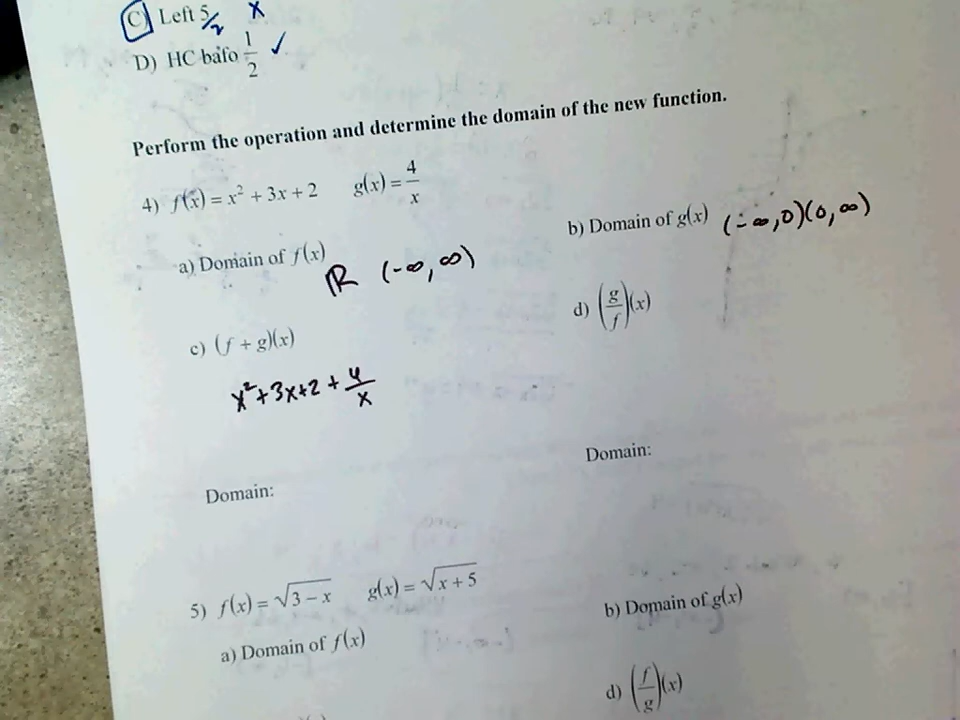 C) Left 5/2 x
D) HC bafo 1/2 ✓
Perform the operation and determine the domain of the new function.
4) f(x) = x² + 3x + 2 g(x) = 4/x
a) Domain of f(x) ℝ (-∞, ∞)
b) Domain of g(x) (-∞,0)(0,∞)
c) (f + g)(x)
x²+3x+2 + 4/x
Domain:
d) (g/f)(x)
Domain:
5) f(x) = √(3 − x) g(x) = √(x + 5)
a) Domain of f(x)
b) Domain of g(x)
d) (f/g)(x)